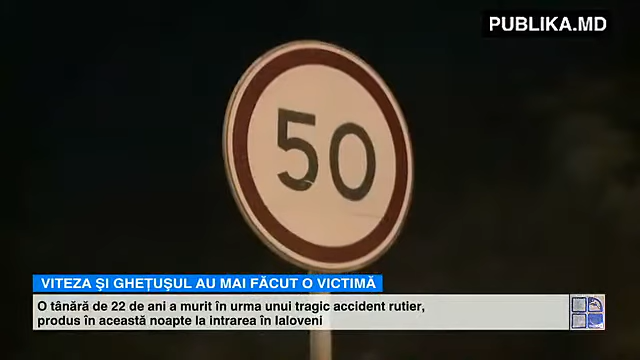 PUBLIKA.MD
50
VITEZA ŞI GHEŢUŞUL AU MAI FĂCUT O VICTIMĂ
O tânără de 22 de ani a murit în urma unui tragic accident rutier,
produs în această noapte la intrarea în Ialoveni